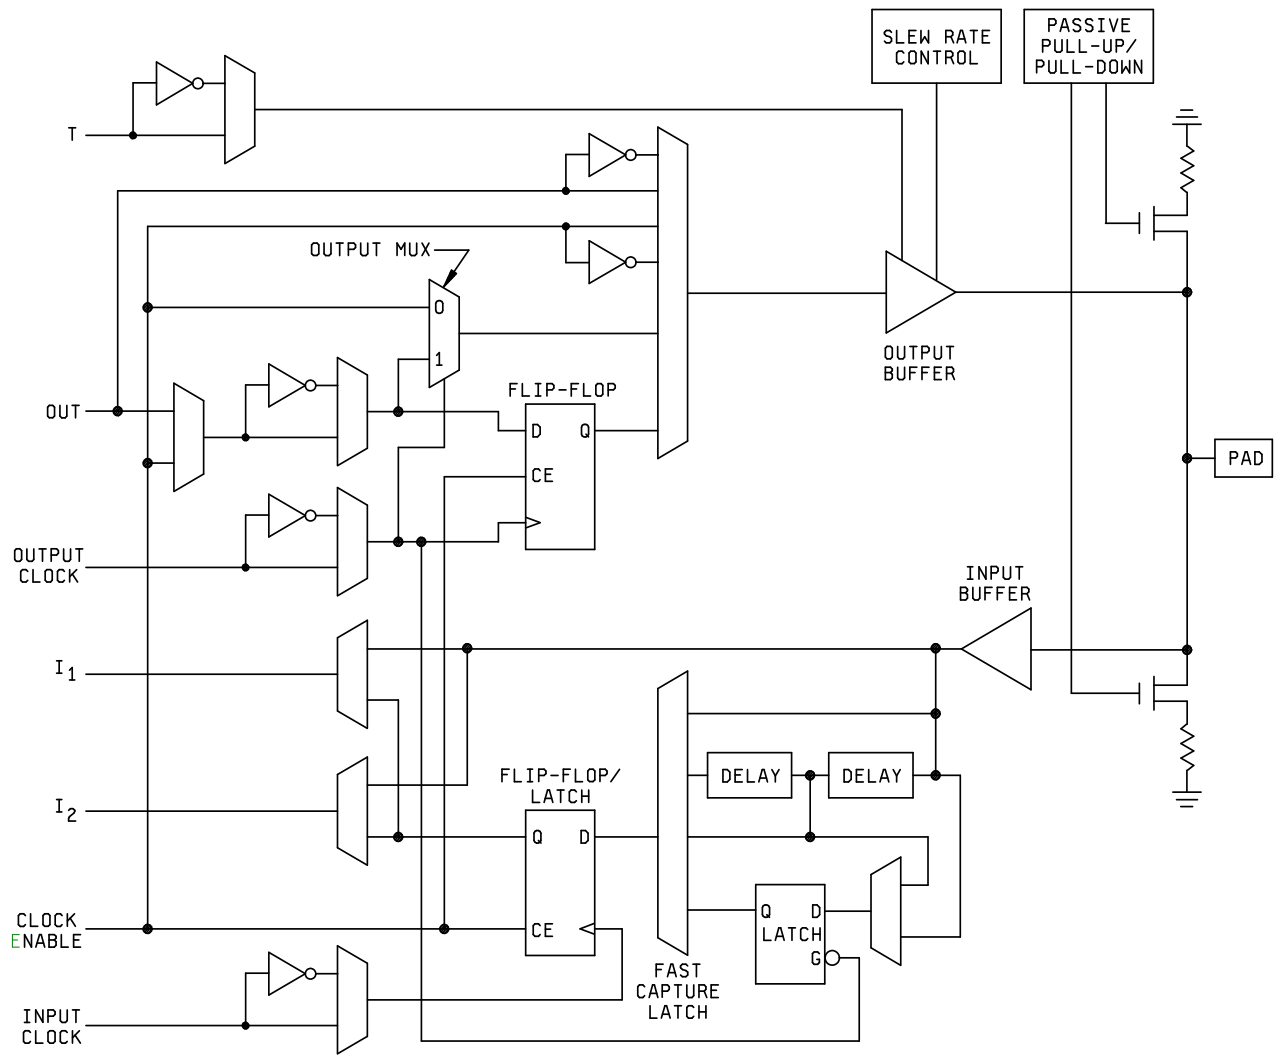 SLEW RATE
CONTROL
PASSIVE
PULL-UP/
PULL-DOWN
T
OUTPUT MUX
0
1
OUTPUT
BUFFER
FLIP-FLOP
OUT
D Q
CE
PAD
OUTPUT
CLOCK
INPUT
BUFFER
I1
FLIP-FLOP/
LATCH
DELAY DELAY
I2
Q D
CLOCK
ENABLE
CE
Q D
LATCH
G
FAST
CAPTURE
LATCH
INPUT
CLOCK